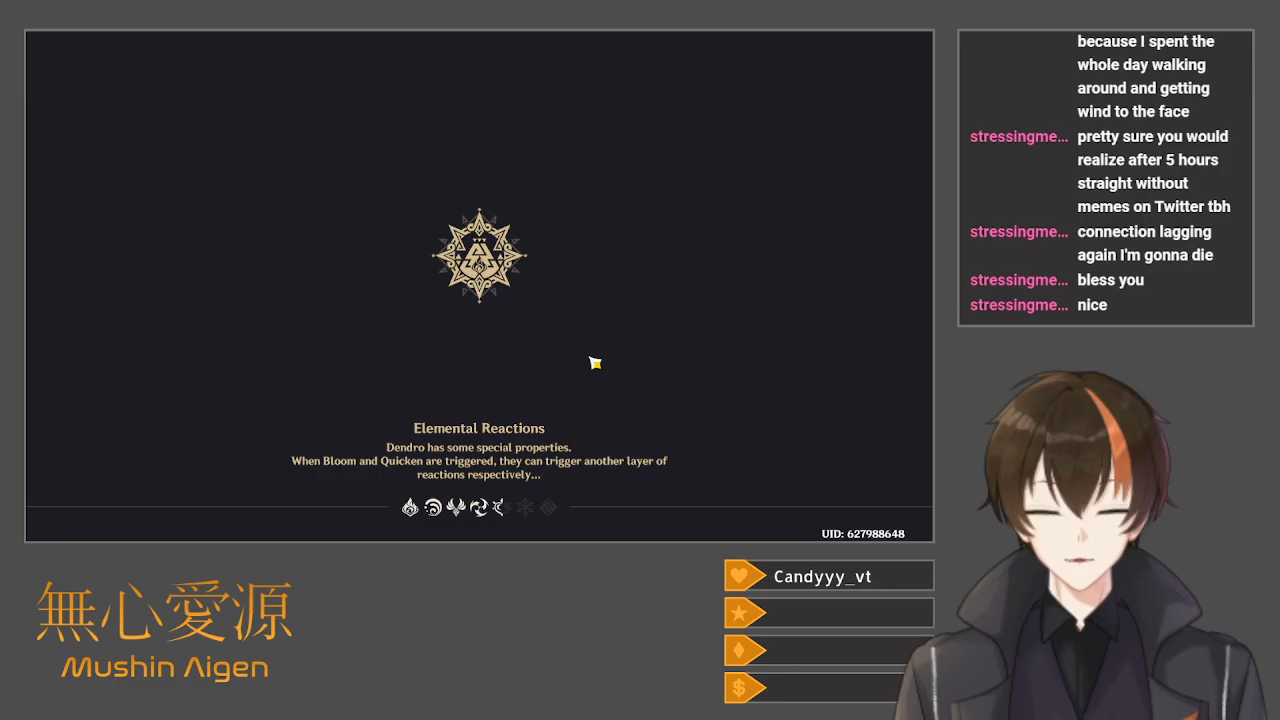 because I spent the
whole day walking
around and getting
wind to the face
stressingme... pretty sure you would
realize after 5 hours
straight without
memes on Twitter tbh
stressingme... connection lagging
again I'm gonna die
stressingme... bless you
stressingme... nice
Elemental Reactions
Dendro has some special properties.
When Bloom and Quicken are triggered, they can trigger another layer of
reactions respectively...
UID: 627988648
無心愛源
Mushin Aigen
Candyyy_vt